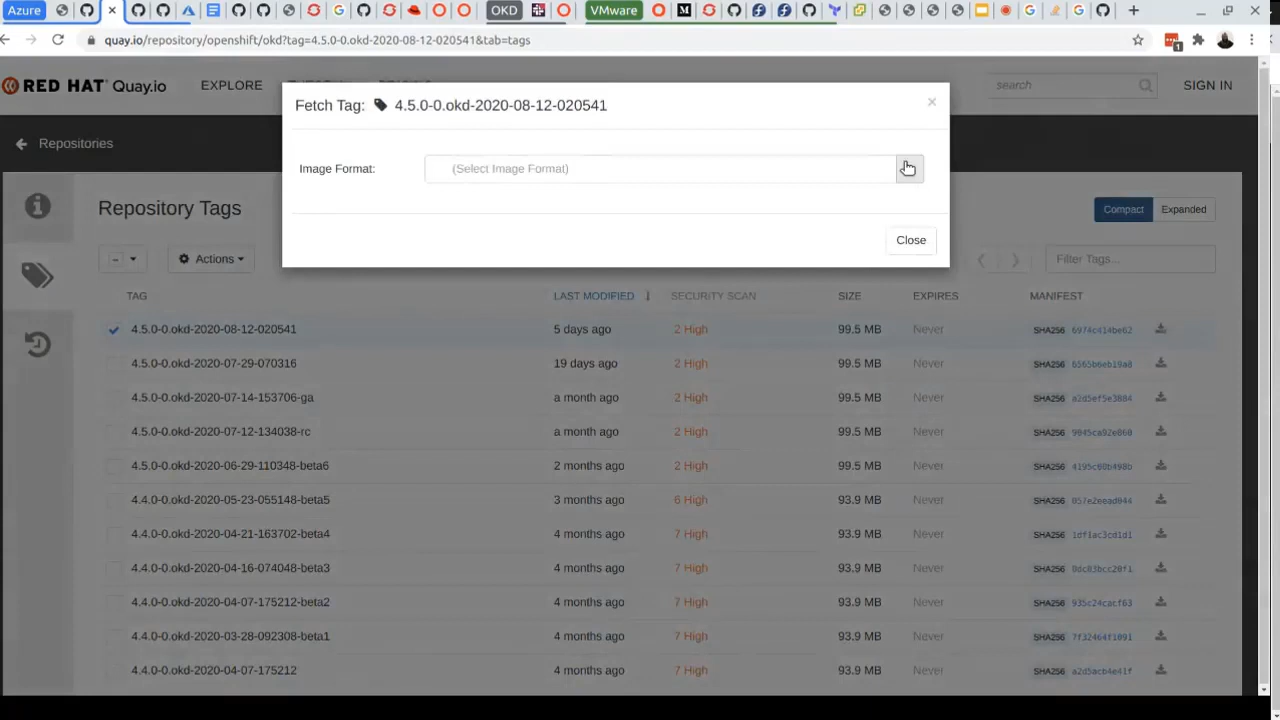 Azure
OKD
VMware
quay.io/repository/openshift/okd?tag=4.5.0-0.okd-2020-08-12-020541&tab=tags
1
RED HAT Quay.io
EXPLORE
search
SIGN IN
Fetch Tag: 4.5.0-0.okd-2020-08-12-020541
×
Repositories
Image Format:
(Select Image Format)
Repository Tags
Compact
Expanded
Close
Actions
Filter Tags...
TAG LAST MODIFIED ↓ SECURITY SCAN SIZE EXPIRES MANIFEST
4.5.0-0.okd-2020-08-12-020541 5 days ago 2 High 99.5 MB Never SHA256 6974c414be62
4.5.0-0.okd-2020-07-29-070316 19 days ago 2 High 99.5 MB Never SHA256 6565b6eb19a8
4.5.0-0.okd-2020-07-14-153706-ga a month ago 2 High 99.5 MB Never SHA256 a2d5ef5e3884
4.5.0-0.okd-2020-07-12-134038-rc a month ago 2 High 99.5 MB Never SHA256 9045ca92e860
4.5.0-0.okd-2020-06-29-110348-beta6 2 months ago 2 High 99.5 MB Never SHA256 4195c08b498b
4.4.0-0.okd-2020-05-23-055148-beta5 3 months ago 6 High 93.9 MB Never SHA256 057e2eead044
4.4.0-0.okd-2020-04-21-163702-beta4 4 months ago 7 High 93.9 MB Never SHA256 1df1ac3cd1d1
4.4.0-0.okd-2020-04-16-074048-beta3 4 months ago 7 High 93.9 MB Never SHA256 8dc03bcc20f1
4.4.0-0.okd-2020-04-07-175212-beta2 4 months ago 7 High 93.9 MB Never SHA256 935c24cacf63
4.4.0-0.okd-2020-03-28-092308-beta1 4 months ago 7 High 93.9 MB Never SHA256 7f32464f1091
4.4.0-0.okd-2020-04-07-175212 4 months ago 7 High 93.9 MB Never SHA256 a2d5acb4e41f